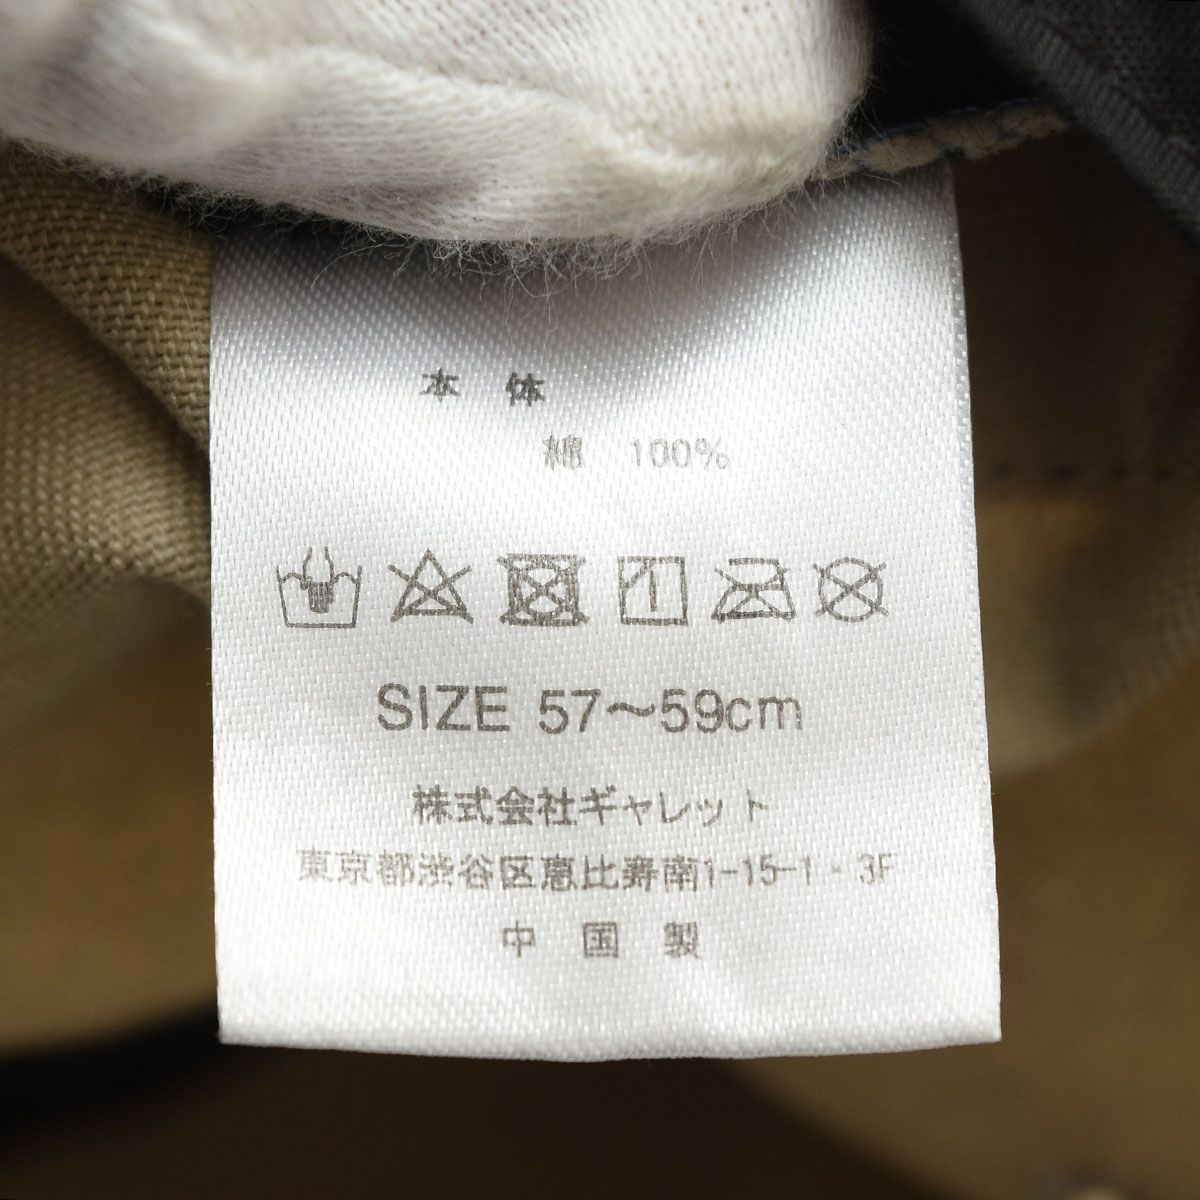 本 体
綿 100%
SIZE 57〜59cm
株式会社ギャレット
東京都渋谷区恵比寿南1-15-1・3F
中 国 製